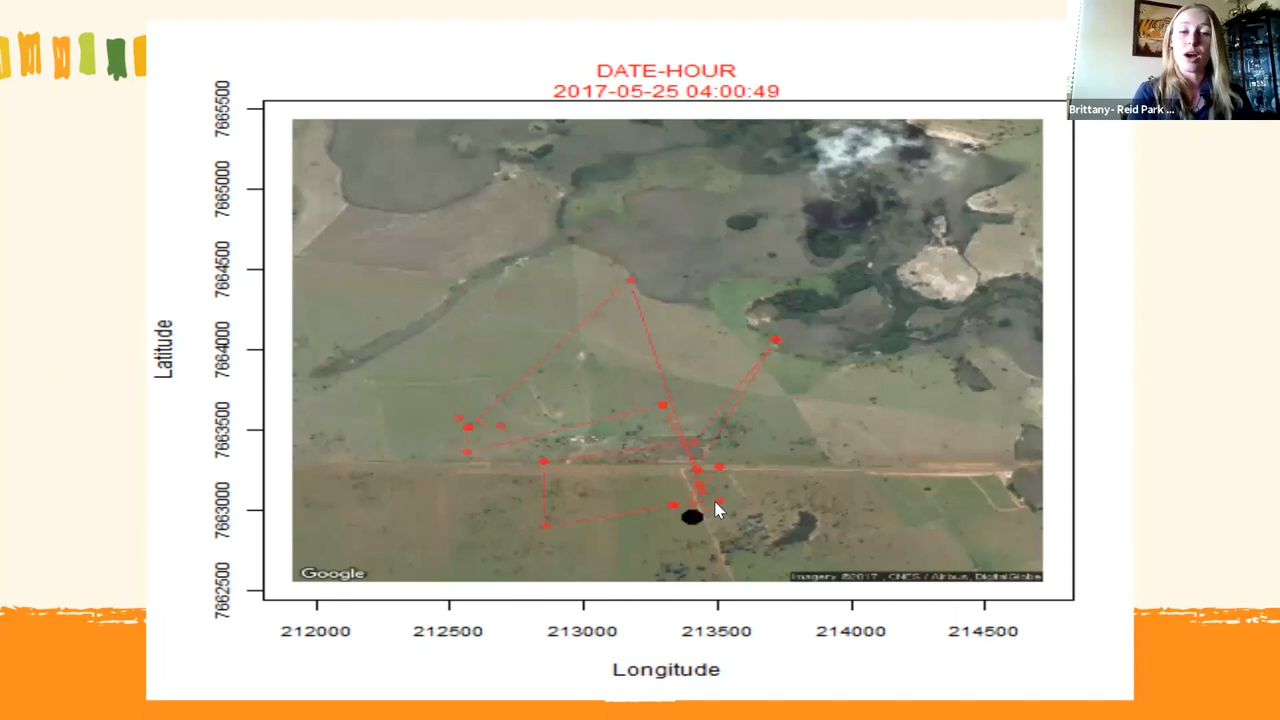 DATE-HOUR
2017-05-25 04:00:49
Brittany- Reid Park ...
7665500
7665000
7664500
7664000
7663500
7663000
7662500
Latitude
Google
Imagery ©2017 , CNES / Airbus, DigitalGlobe
212000 212500 213000 213500 214000 214500
Longitude